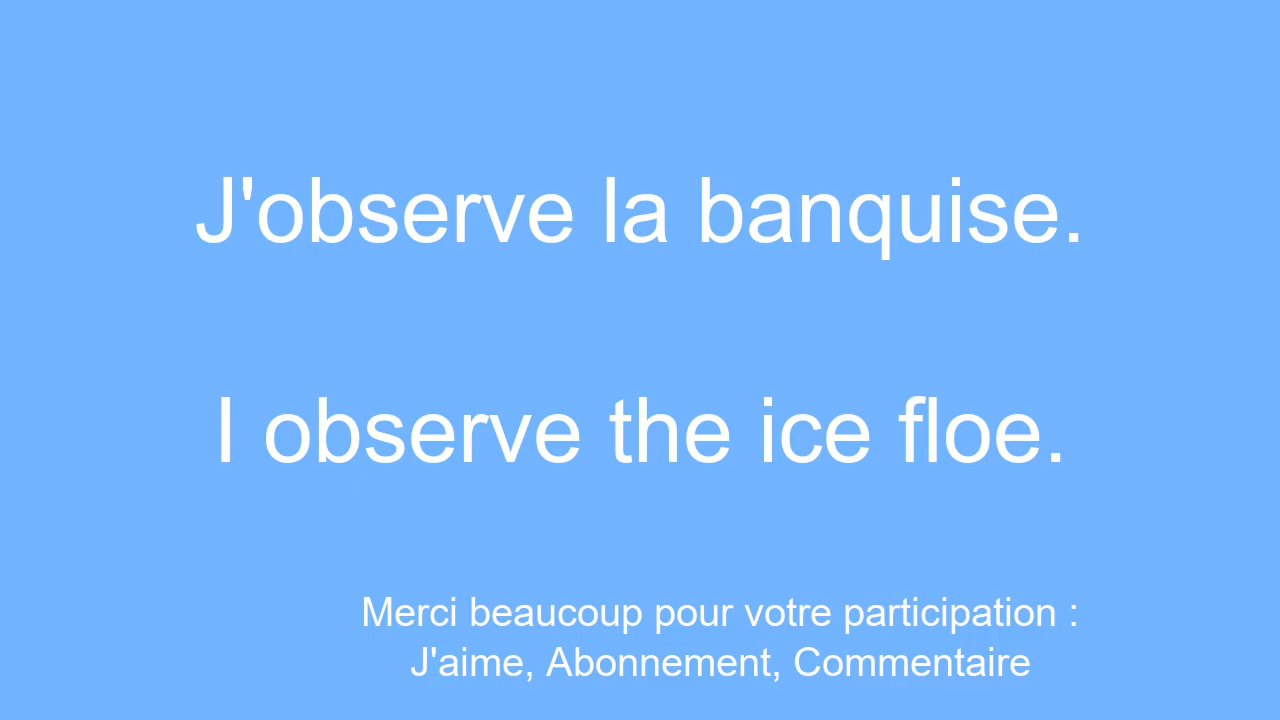 J'observe la banquise.
I observe the ice floe.
Merci beaucoup pour votre participation :
J'aime, Abonnement, Commentaire